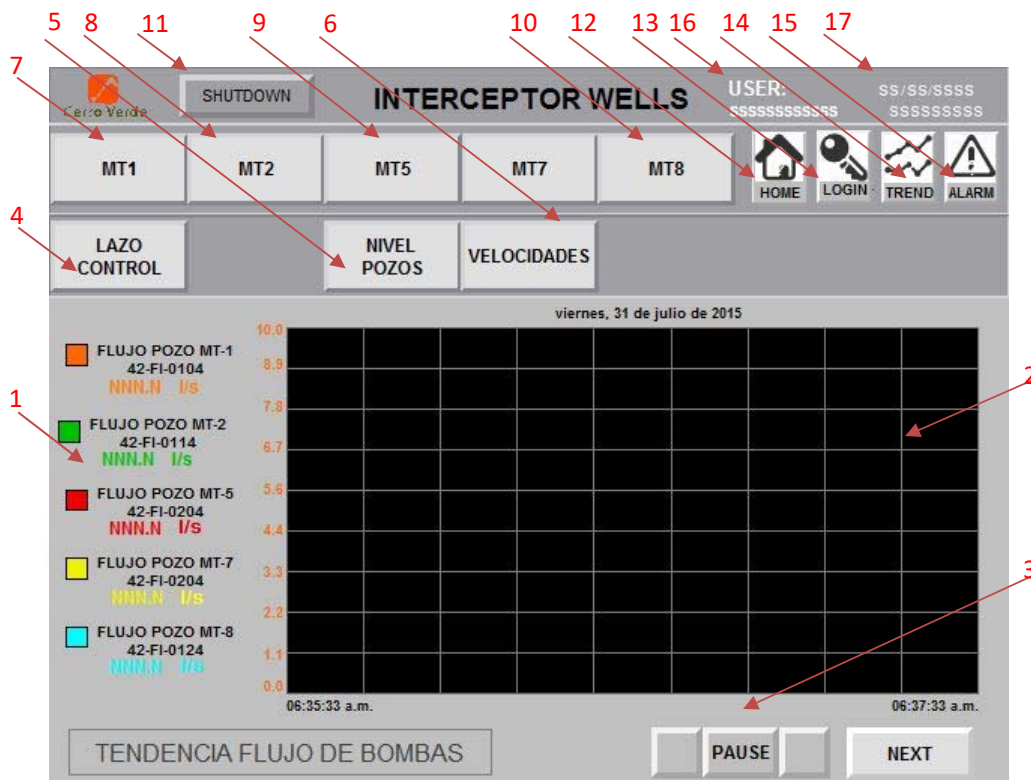 5 8 11 9 6 10 12 13 16 14 17
7 15
Cerro Verde
SHUTDOWN
INTERCEPTOR WELLS
USER:
ssssssssssss
SS/SS/SSSS
SSSSSSSSS
MT1 MT2 MT5 MT7 MT8
HOME LOGIN TREND ALARM
4
LAZO
CONTROL
NIVEL
POZOS
VELOCIDADES
viernes, 31 de julio de 2015
10.0
8.9
7.8
6.7
5.6
4.4
3.3
2.2
1.1
0.0
FLUJO POZO MT-1
42-FI-0104
NNN.N l/s
1
2
FLUJO POZO MT-2
42-FI-0114
NNN.N l/s
FLUJO POZO MT-5
42-FI-0204
NNN.N l/s
3
FLUJO POZO MT-7
42-FI-0204
NNN.N l/s
FLUJO POZO MT-8
42-FI-0124
NNN.N l/s
06:35:33 a.m. 06:37:33 a.m.
TENDENCIA FLUJO DE BOMBAS
PAUSE
NEXT